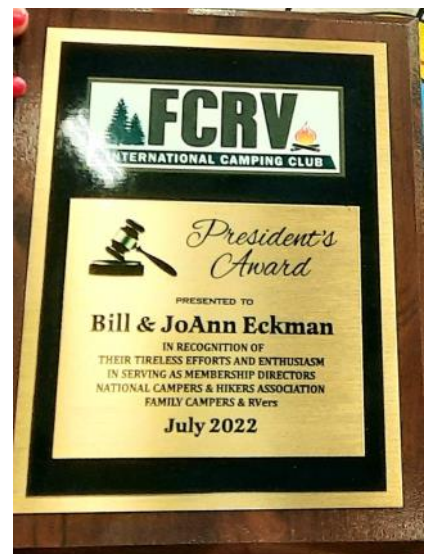 FCRV
INTERNATIONAL CAMPING CLUB
President's
Award
PRESENTED TO
Bill & JoAnn Eckman
IN RECOGNITION OF
THEIR TIRELESS EFFORTS AND ENTHUSIASM
IN SERVING AS MEMBERSHIP DIRECTORS
NATIONAL CAMPERS & HIKERS ASSOCIATION
FAMILY CAMPERS & RVers
July 2022